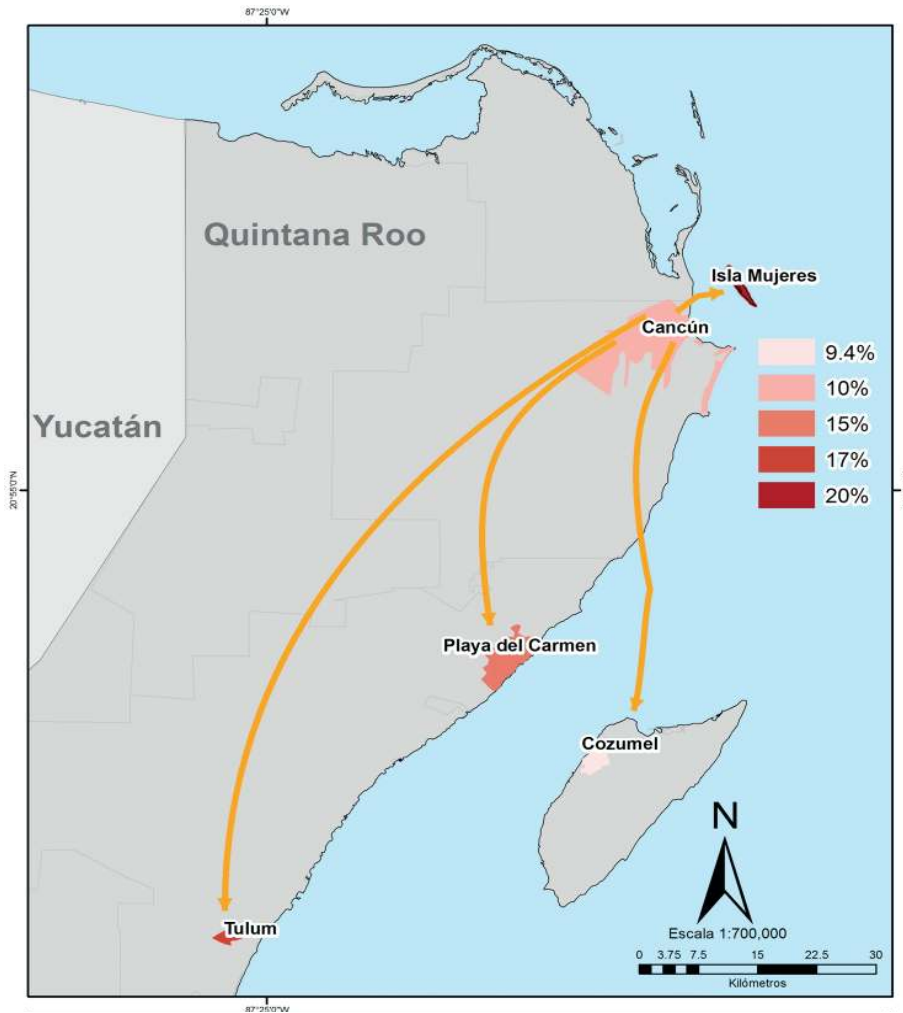 87°25'0"W
Quintana Roo
Isla Mujeres
Cancún
9.4%
10%
15%
17%
20%
Yucatán
20°55'0"N
Playa del Carmen
Cozumel
N
Tulum
Escala 1:700,000
0 3.75 7.5 15 22.5 30
Kilómetros
87°25'0"W